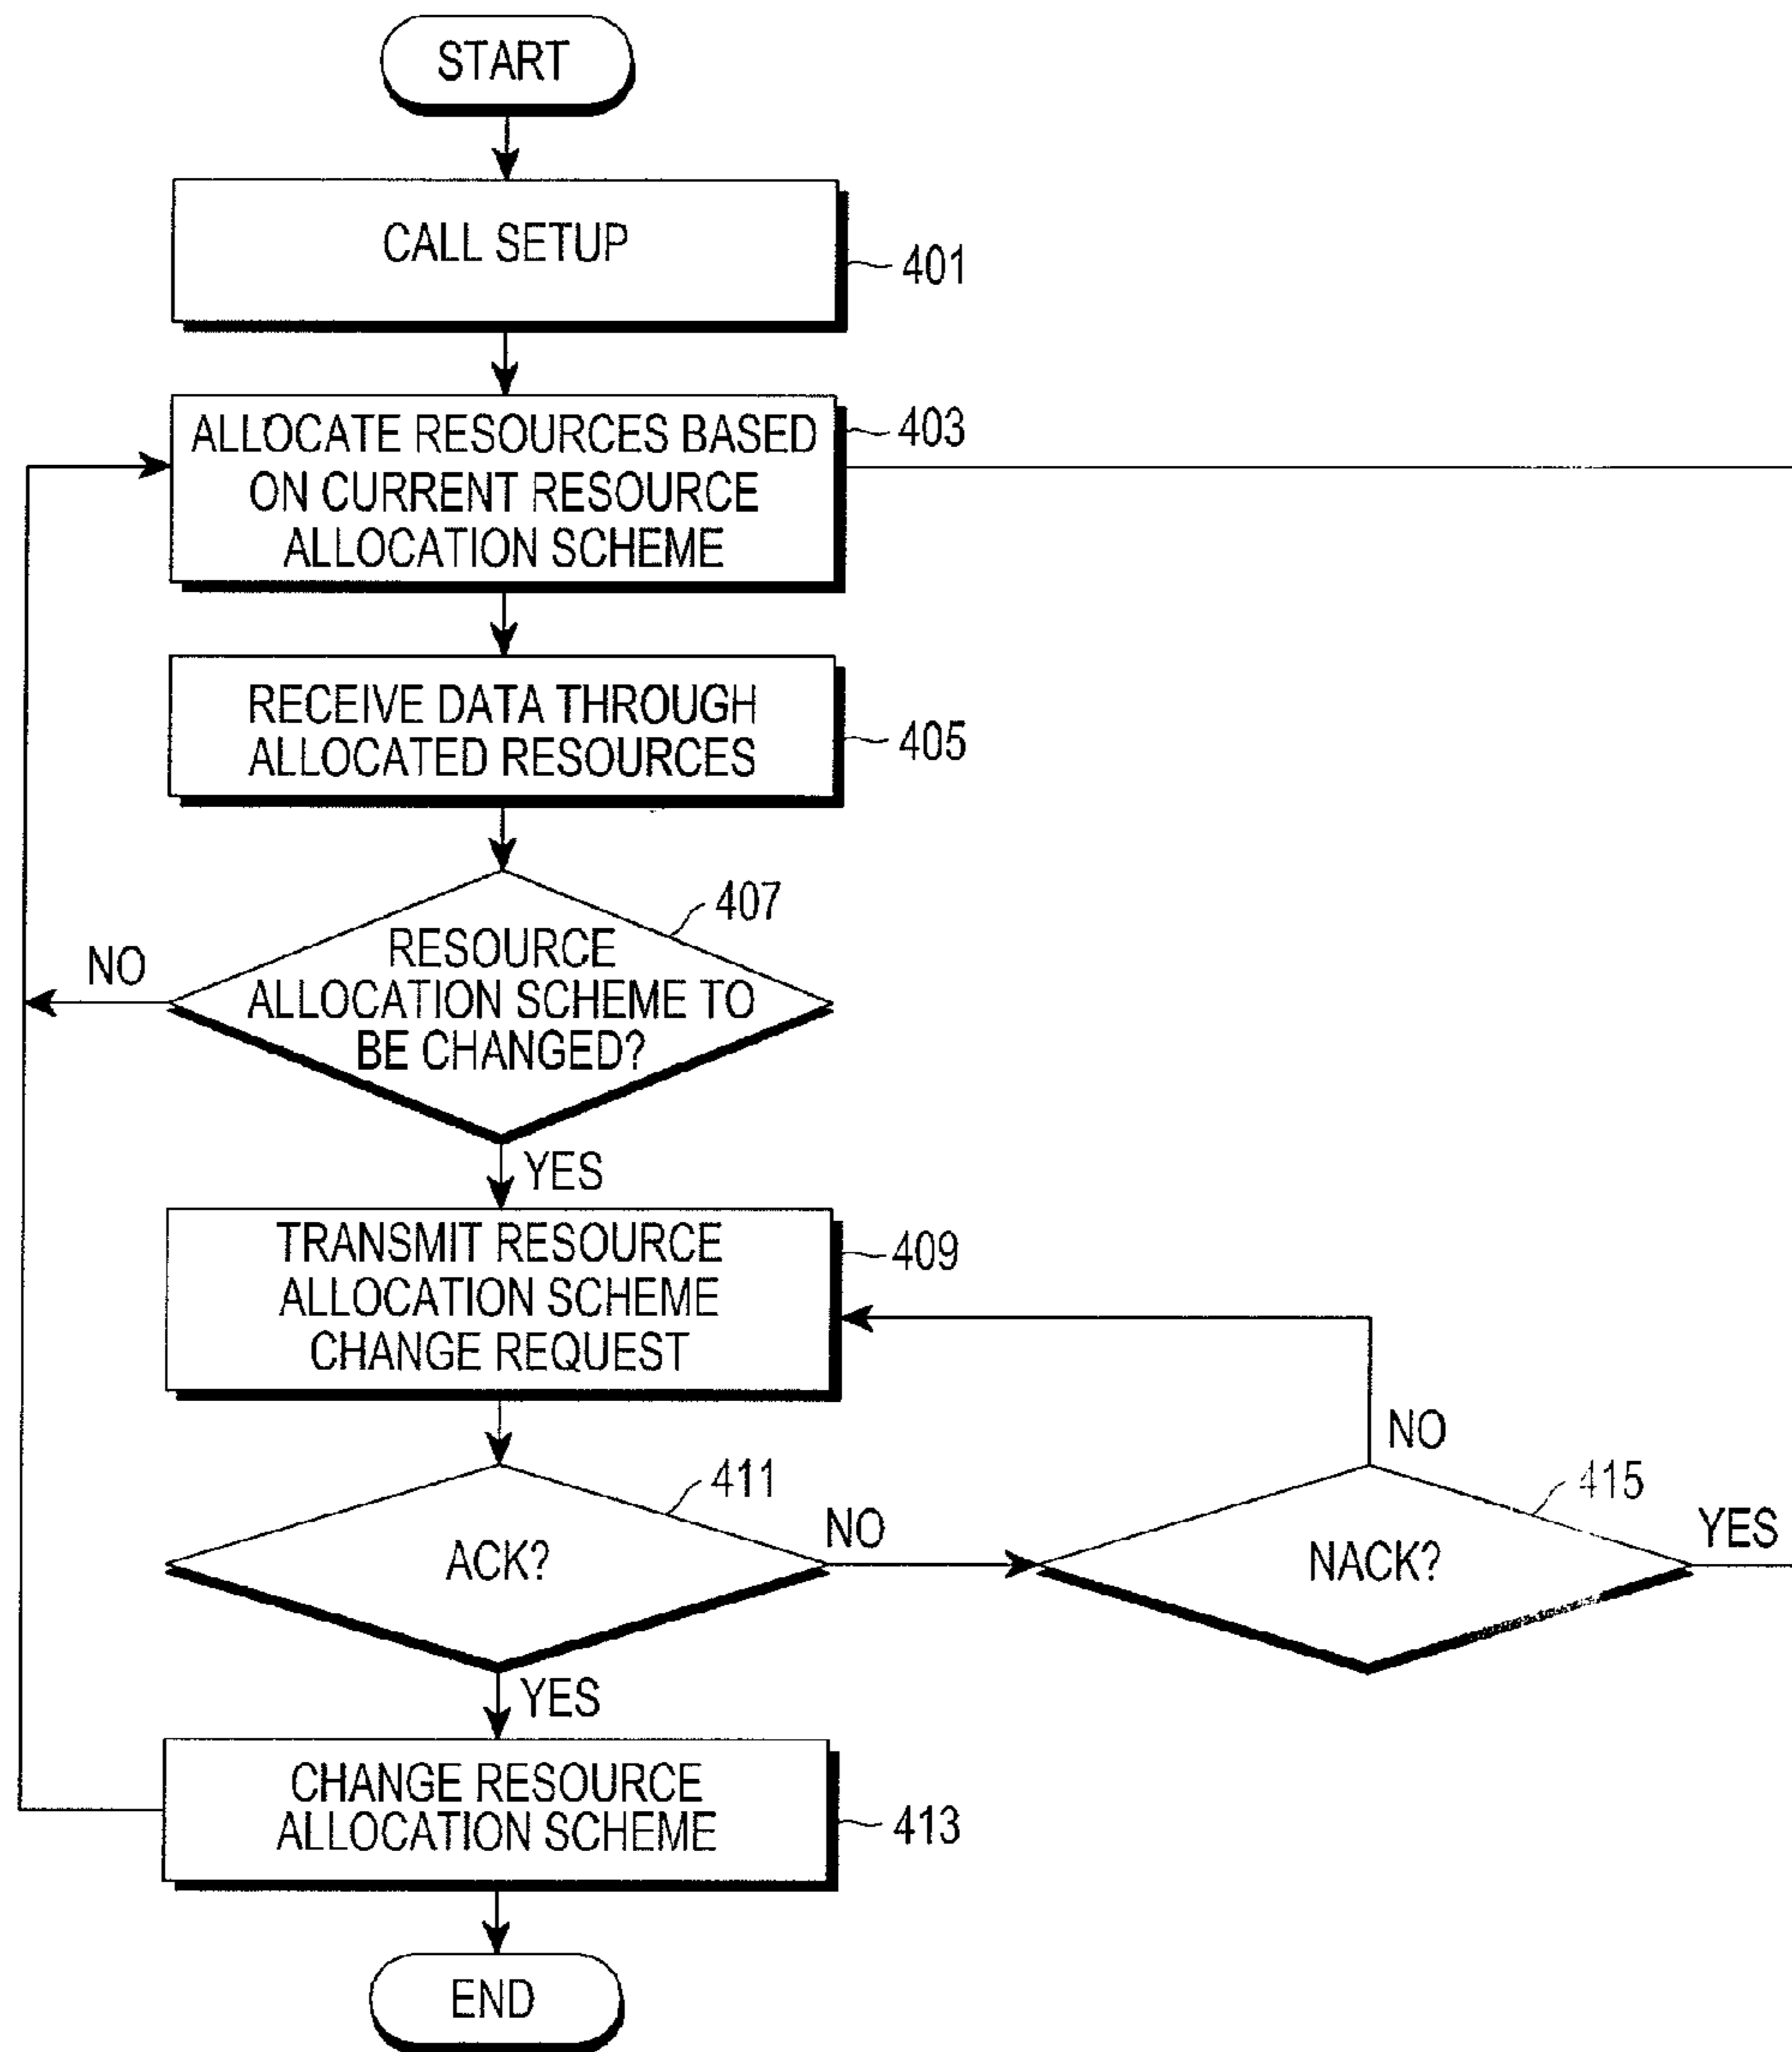 START
CALL SETUP
401
ALLOCATE RESOURCES BASED
ON CURRENT RESOURCE
ALLOCATION SCHEME
403
RECEIVE DATA THROUGH
ALLOCATED RESOURCES
405
407
RESOURCE
ALLOCATION SCHEME TO
BE CHANGED?
NO
YES
TRANSMIT RESOURCE
ALLOCATION SCHEME
CHANGE REQUEST
409
NO
411
ACK?
NO
415
NACK?
YES
YES
CHANGE RESOURCE
ALLOCATION SCHEME
413
END